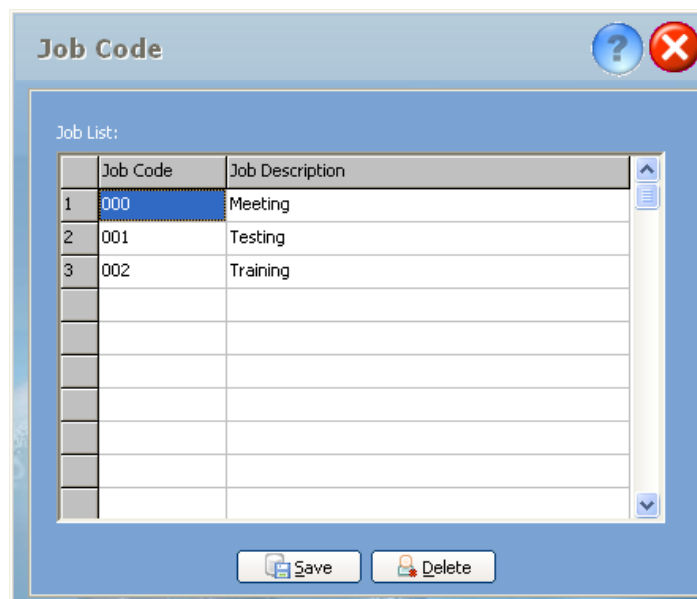 Job Code
?
Job List:
Job Code Job Description
1 000 Meeting
2 001 Testing
3 002 Training
Save Delete